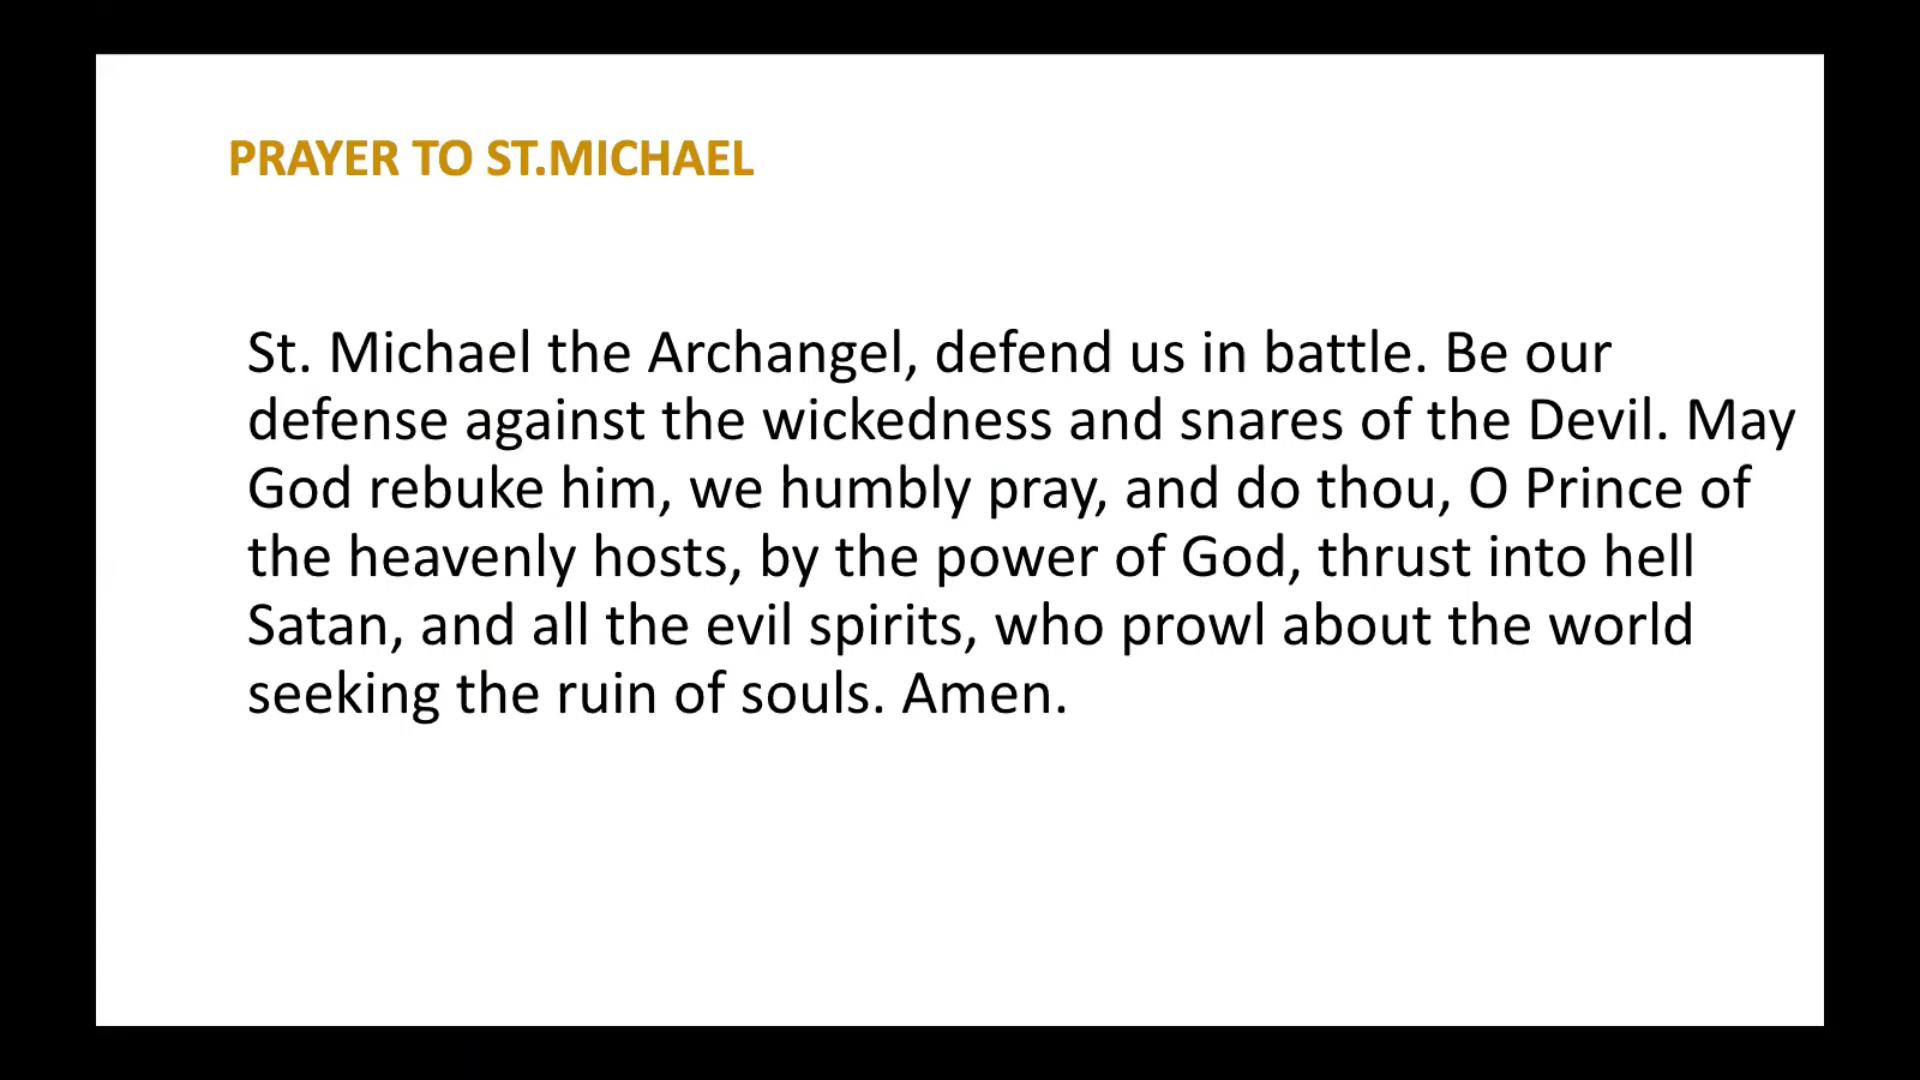 PRAYER TO ST.MICHAEL
St. Michael the Archangel, defend us in battle. Be our
defense against the wickedness and snares of the Devil. May
God rebuke him, we humbly pray, and do thou, O Prince of
the heavenly hosts, by the power of God, thrust into hell
Satan, and all the evil spirits, who prowl about the world
seeking the ruin of souls. Amen.